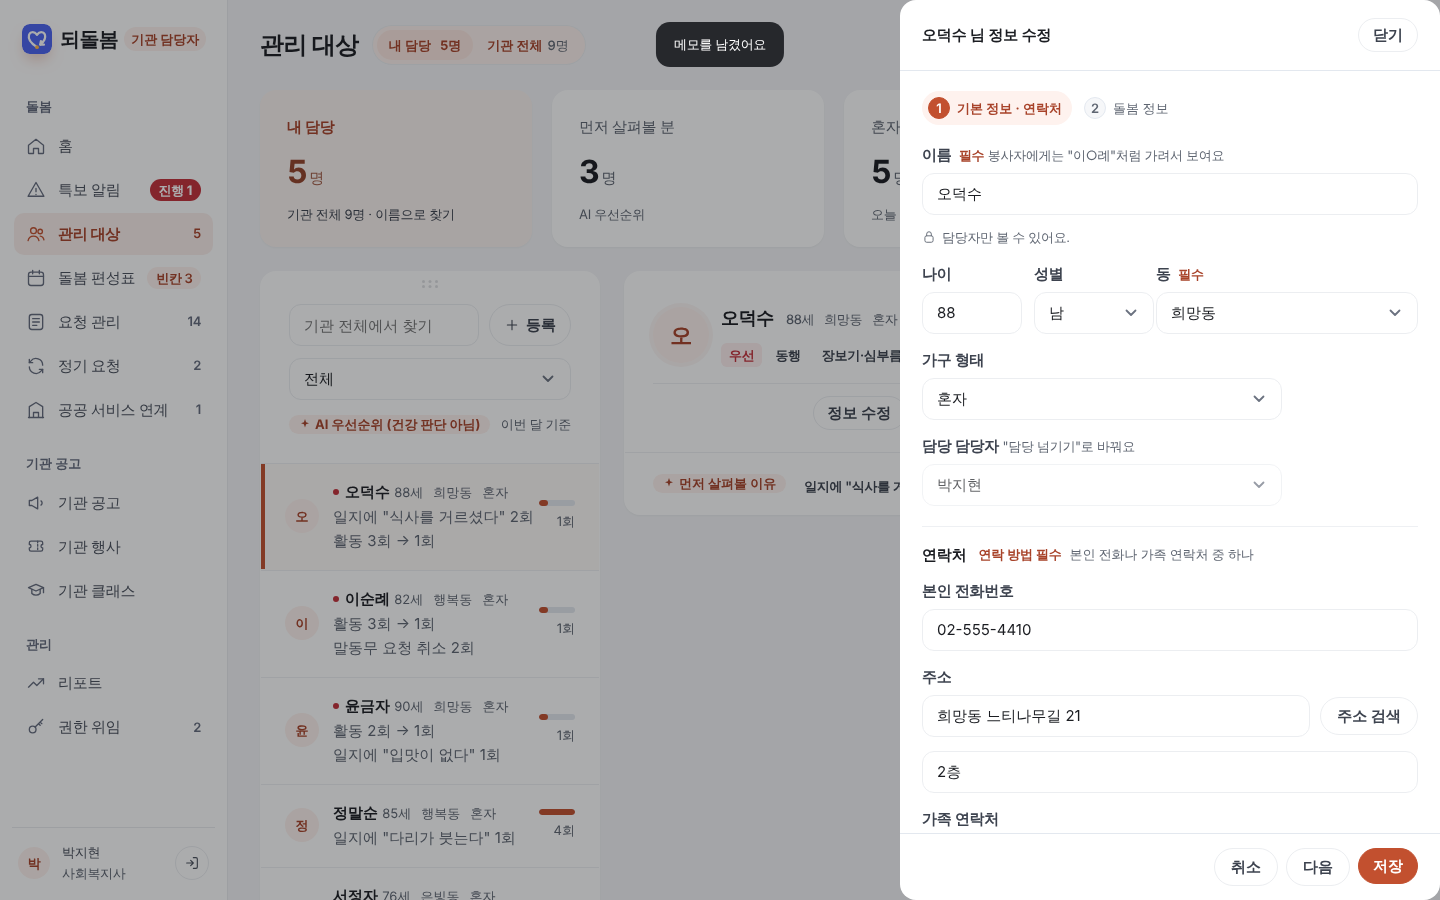 되돌봄 기관 담당자
돌봄
홈
특보 알림 진행 1
관리 대상 5
돌봄 편성표 빈칸 3
요청 관리 14
정기 요청 2
공공 서비스 연계 1
기관 공고
기관 공고
기관 행사
기관 클래스
관리
리포트
권한 위임 2
박 박지현
사회복지사
관리 대상 내 담당 5명 기관 전체 9명
메모를 남겼어요
내 담당
5명
기관 전체 9명 · 이름으로 찾기
먼저 살펴볼 분
3명
AI 우선순위
혼자
5
오늘
기관 전체에서 찾기
+ 등록
전체
AI 우선순위 (건강 판단 아님) 이번 달 기준
오 오덕수 88세 희망동 혼자
일지에 "식사를 거르셨다" 2회
활동 3회 → 1회
1회
이 이순례 82세 행복동 혼자
활동 3회 → 1회
말동무 요청 취소 2회
1회
윤 윤금자 90세 희망동 혼자
활동 2회 → 1회
일지에 "입맛이 없다" 1회
1회
정 정말순 85세 행복동 혼자
일지에 "다리가 붓는다" 1회
4회
서정자 76세 은빛동 혼자
오 오덕수 88세 희망동 혼자
우선 동행 장보기·심부름
정보 수정
먼저 살펴볼 이유 일지에 "식사를 거
오덕수 님 정보 수정 닫기
1 기본 정보 · 연락처 2 돌봄 정보
이름 필수 봉사자에게는 "이○례"처럼 가려서 보여요
오덕수
담당자만 볼 수 있어요.
나이 성별 동 필수
88 남 희망동
가구 형태
혼자
담당 담당자 "담당 넘기기"로 바꿔요
박지현
연락처 연락 방법 필수 본인 전화나 가족 연락처 중 하나
본인 전화번호
02-555-4410
주소
희망동 느티나무길 21 주소 검색
2층
가족 연락처
취소 다음 저장